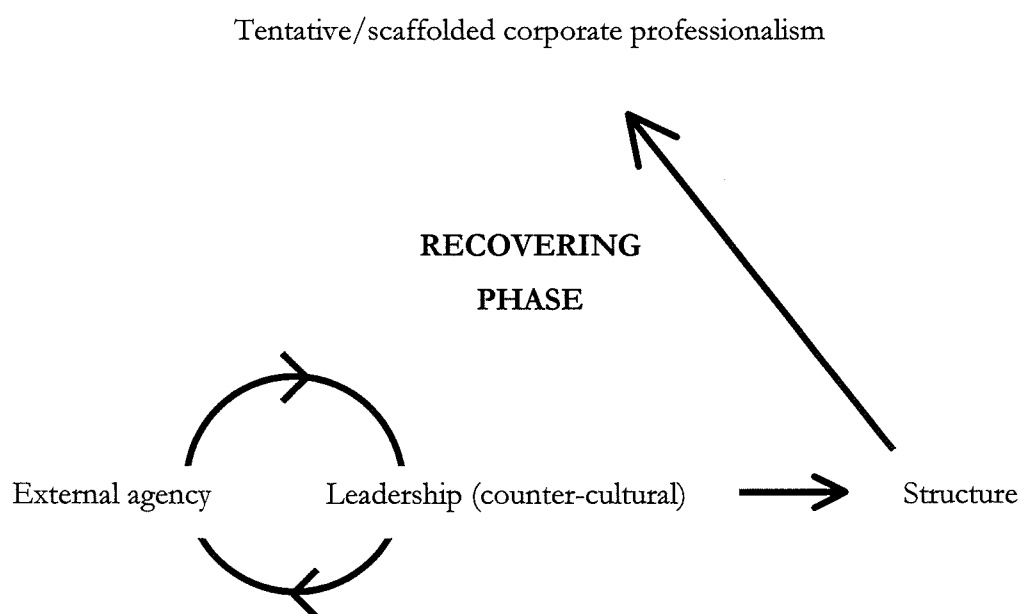 Tentative/scaffolded corporate professionalism
RECOVERING
PHASE
External agency
Leadership (counter-cultural)
Structure